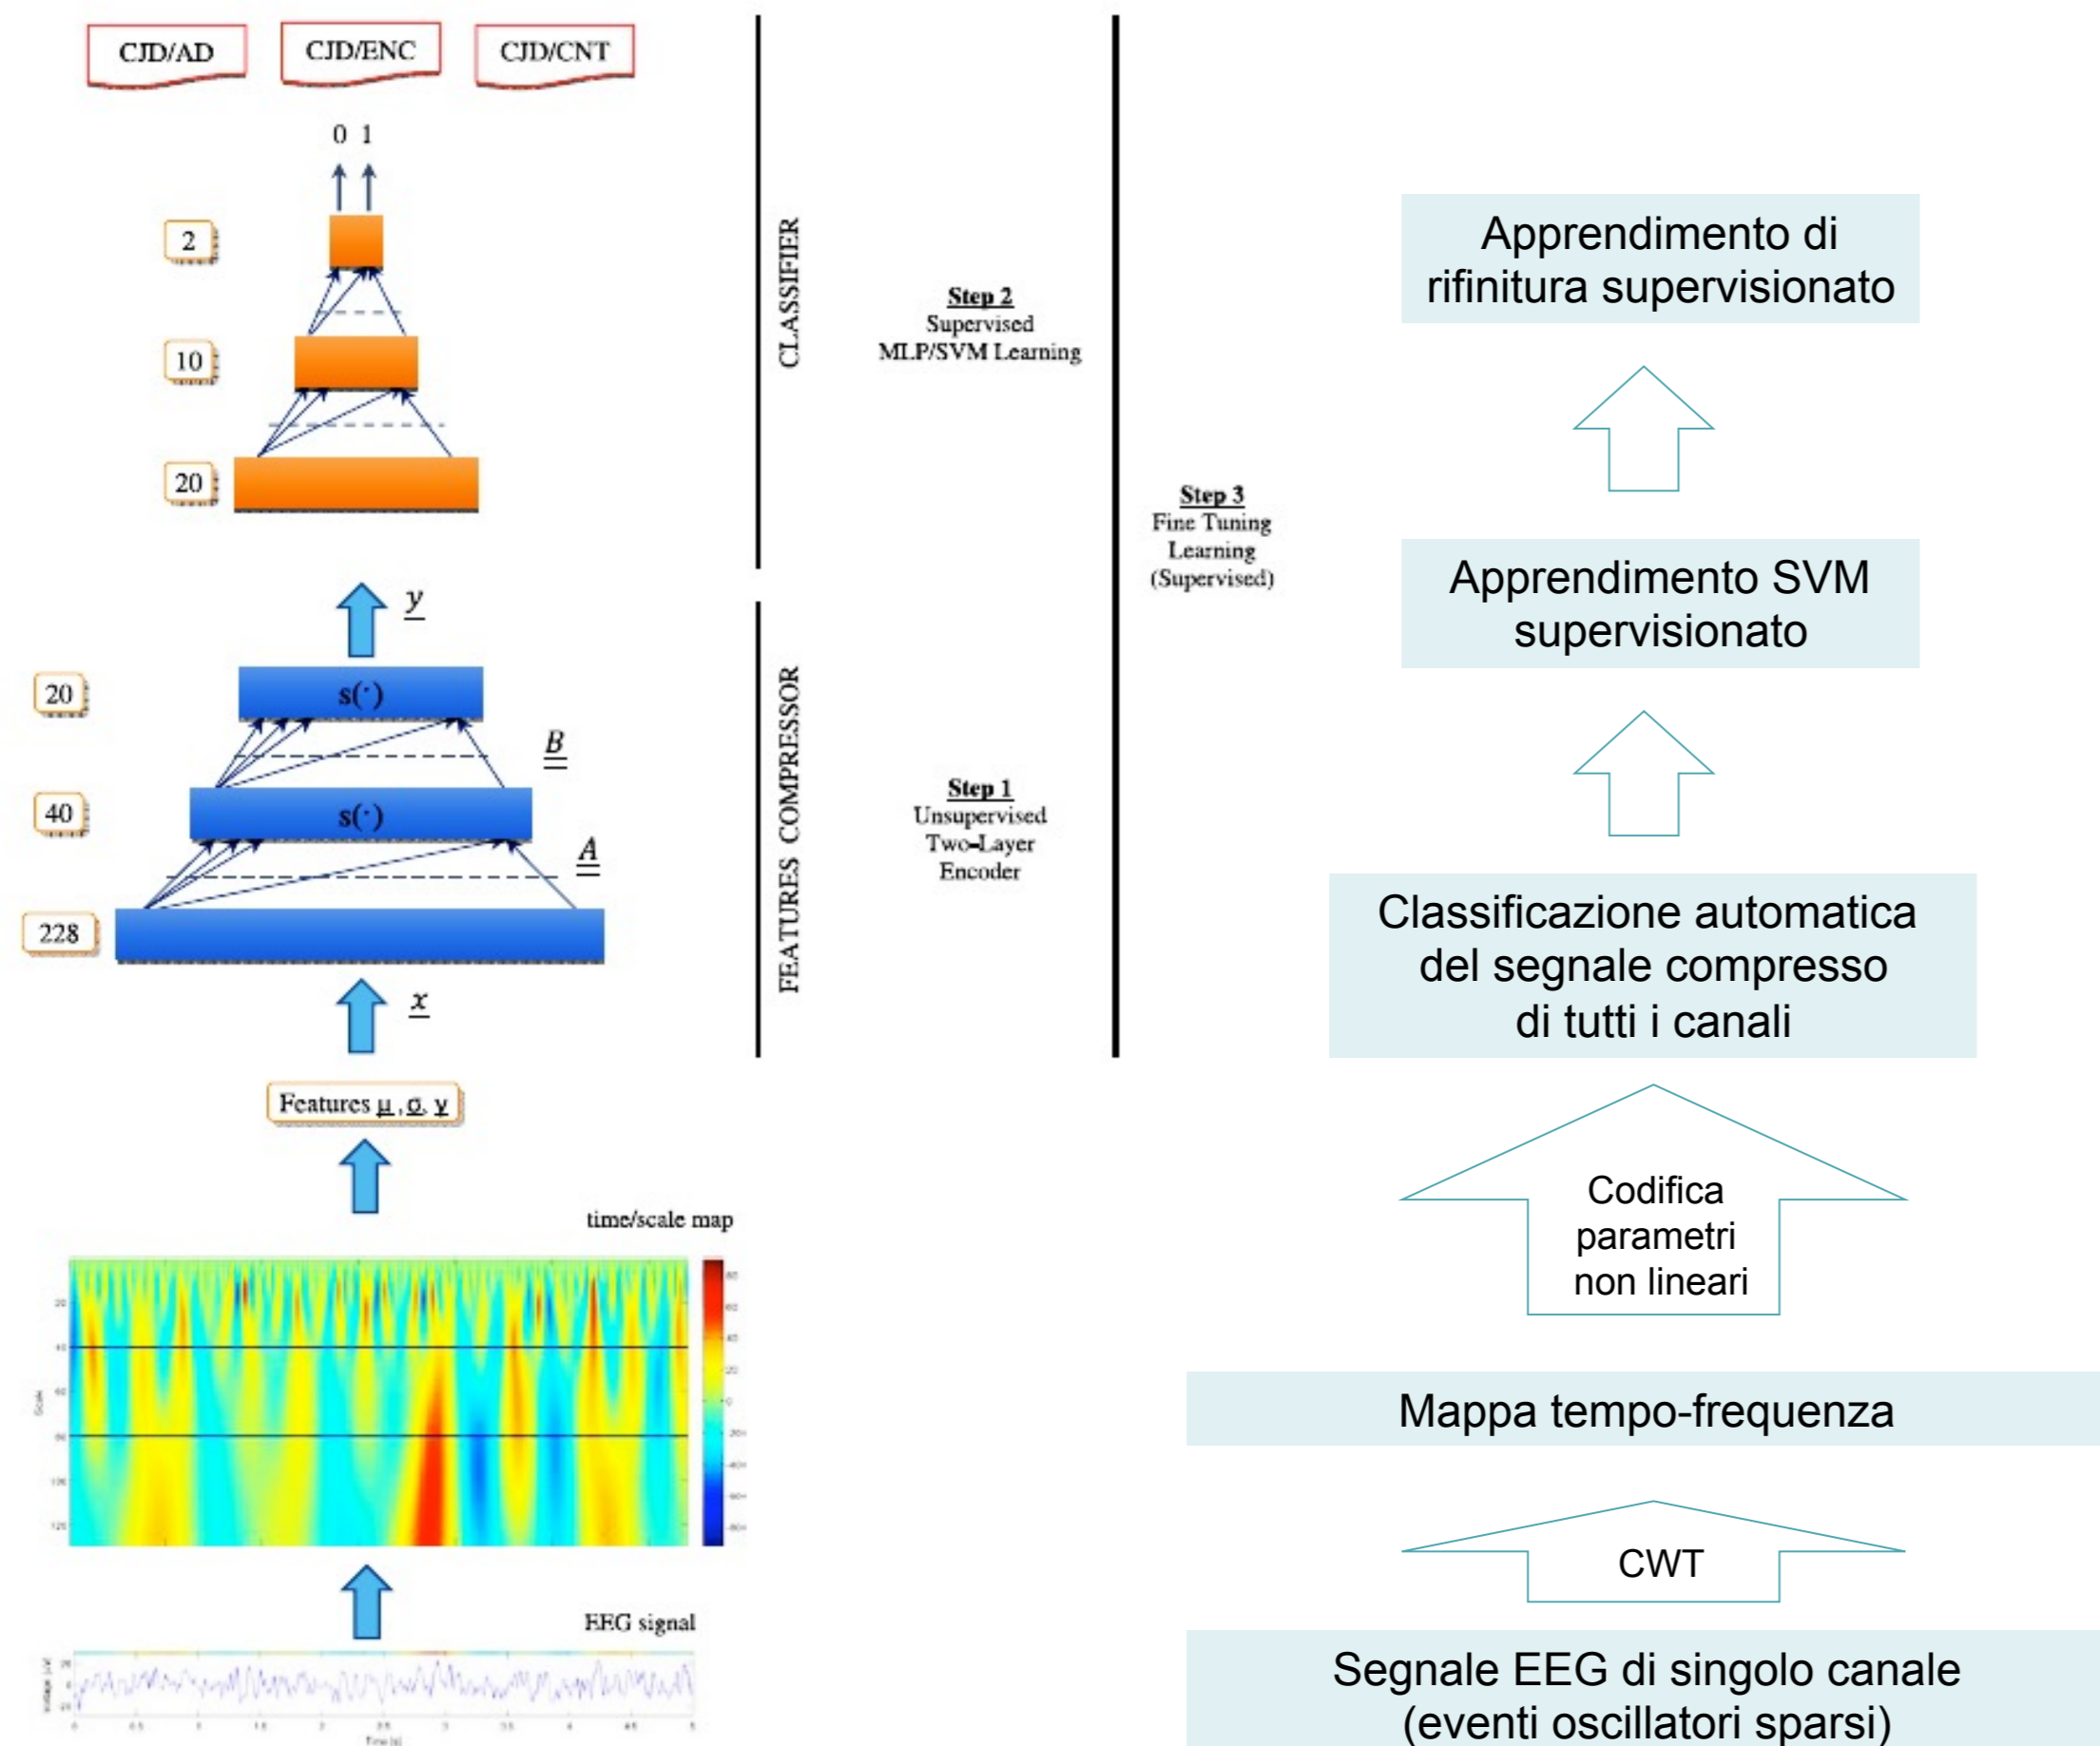 CJD/AD
CJD/ENC
CJD/CNT
0 1
2
10
20
CLASSIFIER
Step 2
Supervised
MLP/SVM Learning
Step 3
Fine Tuning
Learning
(Supervised)
y
20
s(·)
B
40
s(·)
A
228
FEATURES COMPRESSOR
Step 1
Unsupervised
Two-Layer
Encoder
x
Features μ, σ, γ
time/scale map
Scale
EEG signal
Time [s]
Apprendimento di
rifinitura supervisionato
Apprendimento SVM
supervisionato
Classificazione automatica
del segnale compresso
di tutti i canali
Codifica
parametri
non lineari
Mappa tempo-frequenza
CWT
Segnale EEG di singolo canale
(eventi oscillatori sparsi)